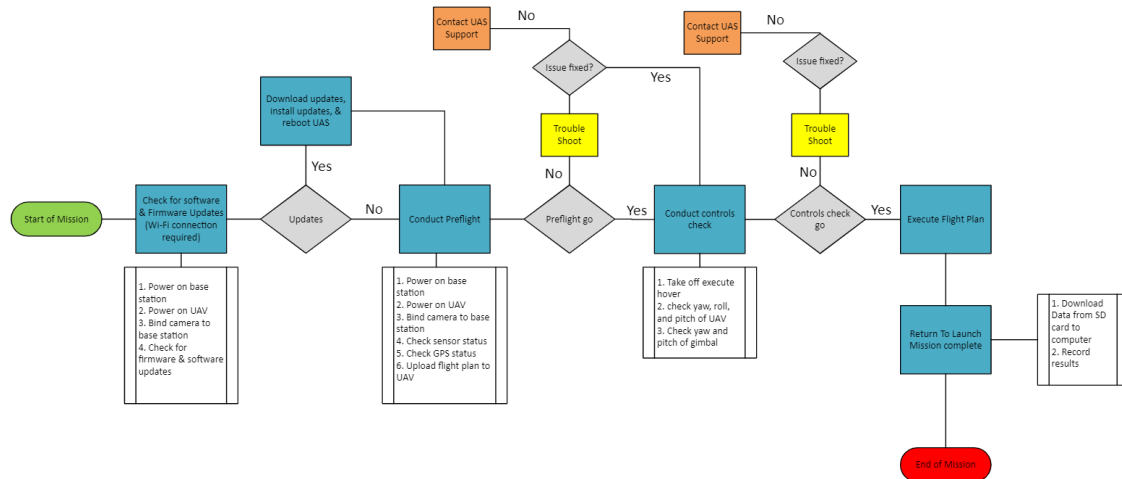 Contact UAS
Support
No
Issue fixed?
Yes
Contact UAS
Support
No
Issue fixed?
Download updates,
install updates, &
reboot UAS
Yes
Trouble
Shoot
No
Trouble
Shoot
No
Start of Mission
Check for software
& Firmware Updates
(Wi-Fi connection
required)
Updates
No
Conduct Preflight
Preflight go
Yes
Conduct controls
check
Controls check
go
Yes
Execute Flight Plan
1. Power on base
station
2. Power on UAV
3. Bind camera to
base station
4. Check for
firmware & software
updates
1. Power on base
station
2. Power on UAV
3. Bind camera to
base station
4. Check sensor status
5. Check GPS status
6. Upload flight plan to
UAV
1. Take off execute
hover
2. check yaw, roll,
and pitch of UAV
3. Check yaw and
pitch of gimbal
Return To Launch
Mission complete
1. Download
Data from SD
card to
computer
2. Record
results
End of Mission